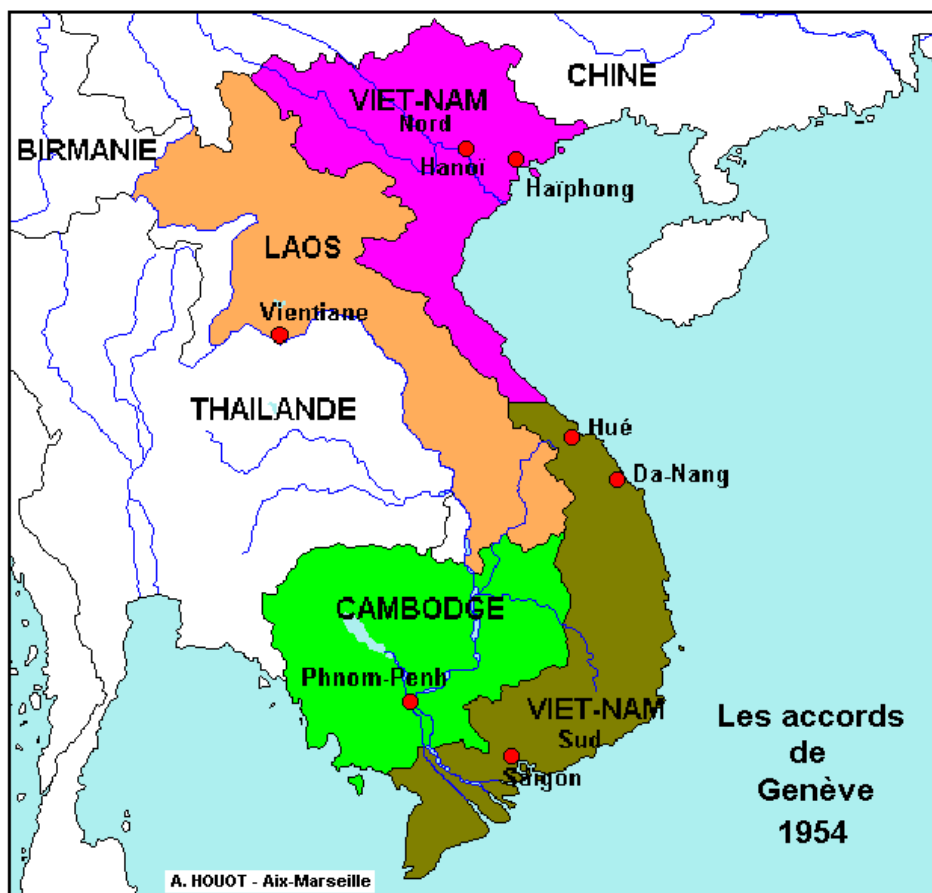 CHINE
VIET-NAM
Nord
BIRMANIE
Hanoï
Haïphong
LAOS
Vientiane
THAILANDE
Hué
Da-Nang
CAMBODGE
Phnom-Penh
VIET-NAM
Sud
Saïgon
Les accords
de
Genève
1954
A. HOUOT - Aix-Marseille